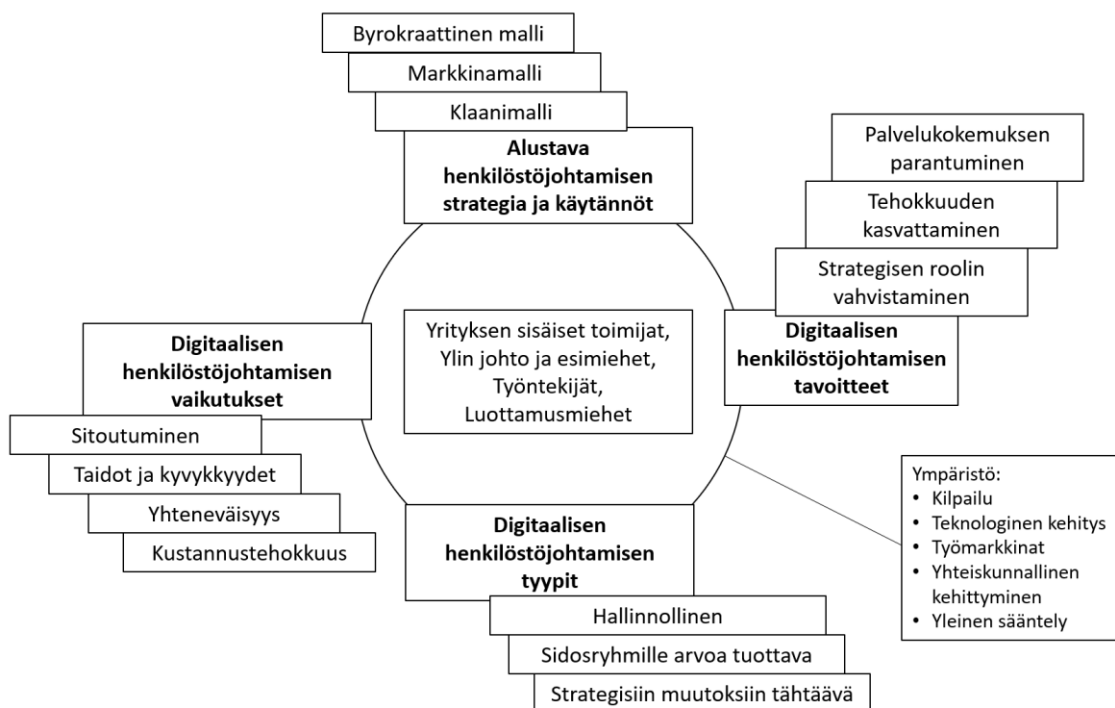 Byrokraattinen malli
Markkinamalli
Klaanimalli
Alustava
henkilöstöjohtamisen
strategia ja käytännöt
Palvelukokemuksen
parantuminen
Tehokkuuden
kasvattaminen
Strategisen roolin
vahvistaminen
Digitaalisen
henkilöstöjohtamisen
tavoitteet
Yrityksen sisäiset toimijat,
Ylin johto ja esimiehet,
Työntekijät,
Luottamusmiehet
Digitaalisen
henkilöstöjohtamisen
vaikutukset
Sitoutuminen
Taidot ja kyvykkyydet
Yhteneväisyys
Kustannustehokkuus
Digitaalisen
henkilöstöjohtamisen
tyypit
Hallinnollinen
Sidosryhmille arvoa tuottava
Strategisiin muutoksiin tähtäävä
Ympäristö:
• Kilpailu
• Teknologinen kehitys
• Työmarkkinat
• Yhteiskunnallinen
kehittyminen
• Yleinen sääntely